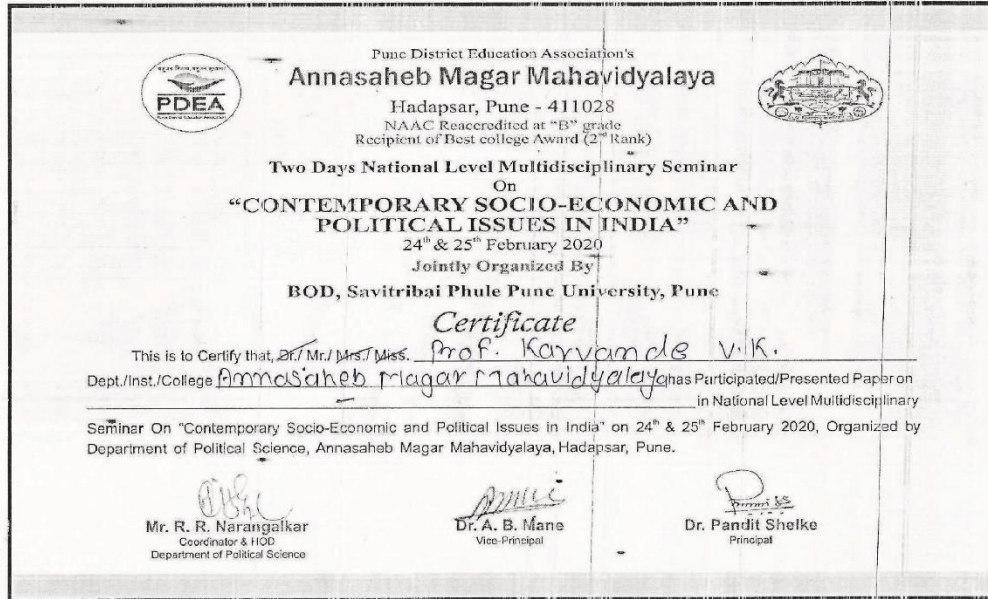 Pune District Education Association's
PDEA
Annasaheb Magar Mahavidyalaya
Hadapsar, Pune - 411028
NAAC Reaccredited at "B" grade
Recipient of Best college Award (2nd Rank)
Two Days National Level Multidisciplinary Seminar
On
"CONTEMPORARY SOCIO-ECONOMIC AND
POLITICAL ISSUES IN INDIA"
24th & 25th February 2020
Jointly Organized By
BOD, Savitribai Phule Pune University, Pune
Certificate
This is to Certify that, Dr./ Mr./ Mrs./ Miss. Prof. Karvande V.K.
Dept./Inst./College Annasaheb Magar Mahavidyalaya has Participated/Presented Paper on
in National Level Multidisciplinary
Seminar On "Contemporary Socio-Economic and Political Issues in India" on 24th & 25th February 2020, Organized by
Department of Political Science, Annasaheb Magar Mahavidyalaya, Hadapsar, Pune.
Mr. R. R. Narangalkar
Coordinator & HOD
Department of Political Science
Dr. A. B. Mane
Vice-Principal
Dr. Pandit Shelke
Principal